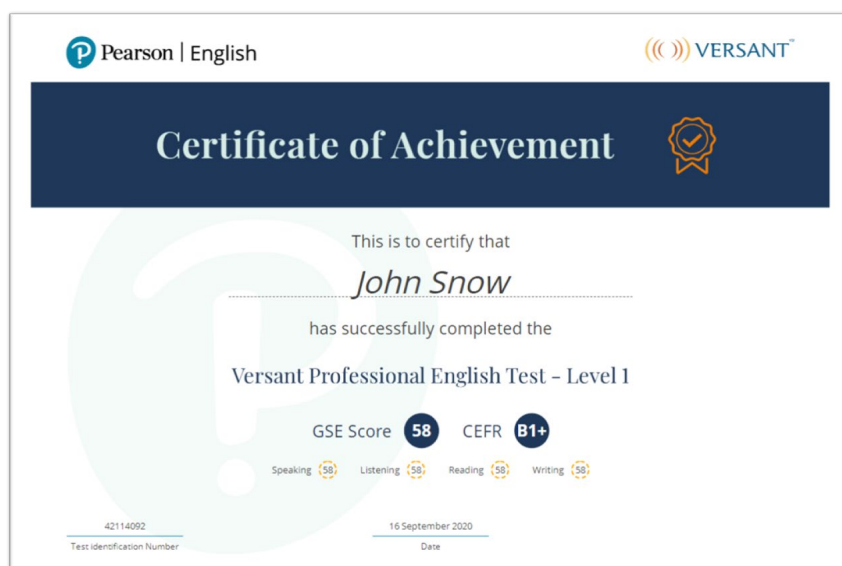 Pearson | English
((( ))) VERSANT™
Certificate of Achievement
This is to certify that
John Snow
has successfully completed the
Versant Professional English Test – Level 1
GSE Score 58 CEFR B1+
Speaking 58 Listening 58 Reading 58 Writing 58
42114092 16 September 2020
Test identification Number Date